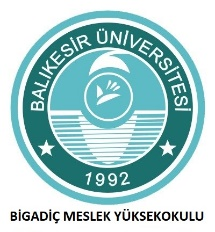 BALIKESİR ÜNİVERSİTESİ
1992
BİGADİÇ MESLEK YÜKSEKOKULU